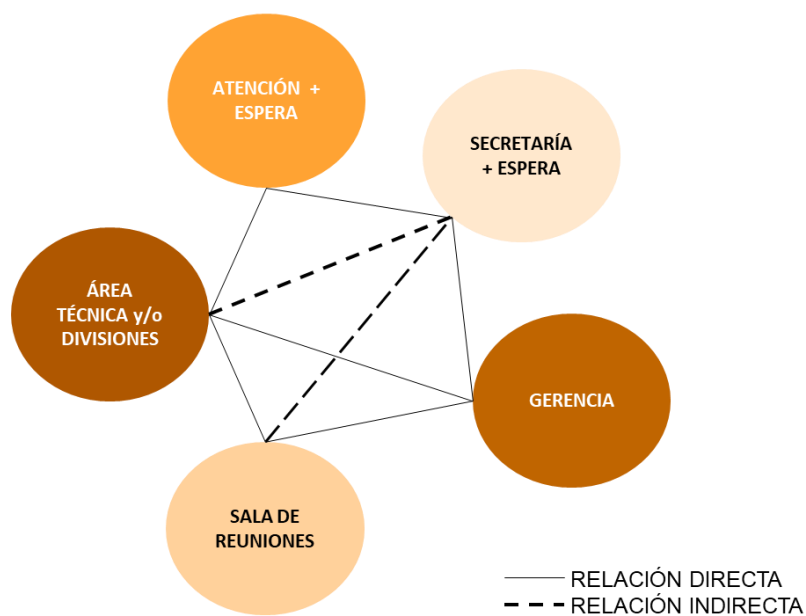 ATENCIÓN +
ESPERA
SECRETARÍA
+ ESPERA
ÁREA
TÉCNICA y/o
DIVISIONES
GERENCIA
SALA DE
REUNIONES
RELACIÓN DIRECTA
RELACIÓN INDIRECTA